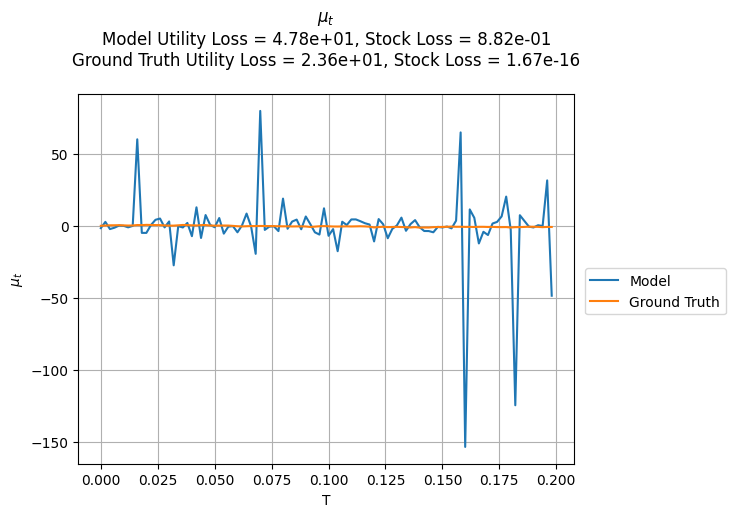 μₜ
Model Utility Loss = 4.78e+01, Stock Loss = 8.82e-01
Ground Truth Utility Loss = 2.36e+01, Stock Loss = 1.67e-16
μₜ
50
0
−50
−100
−150
0.000 0.025 0.050 0.075 0.100 0.125 0.150 0.175 0.200
T
Model
Ground Truth